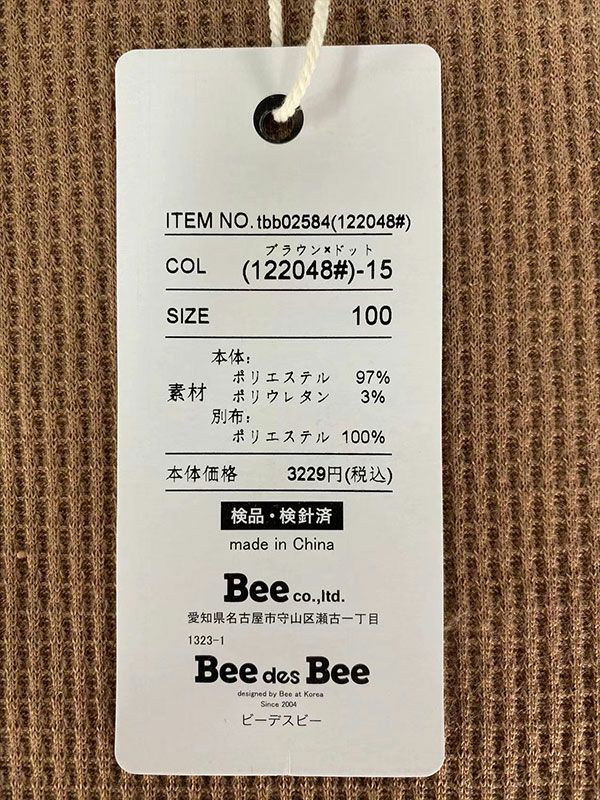 ITEM NO. tbb02584(122048#)
ブラウン×ドット
COL (122048#)-15
SIZE 100
本体:
ポリエステル 97%
素材 ポリウレタン 3%
別布:
ポリエステル 100%
本体価格 3229円(税込)
検品・検針済
made in China
Bee co.,ltd.
愛知県名古屋市守山区瀬古一丁目
1323-1
Bee des Bee
designed by Bee at Korea
Since 2004
ビーデスビー